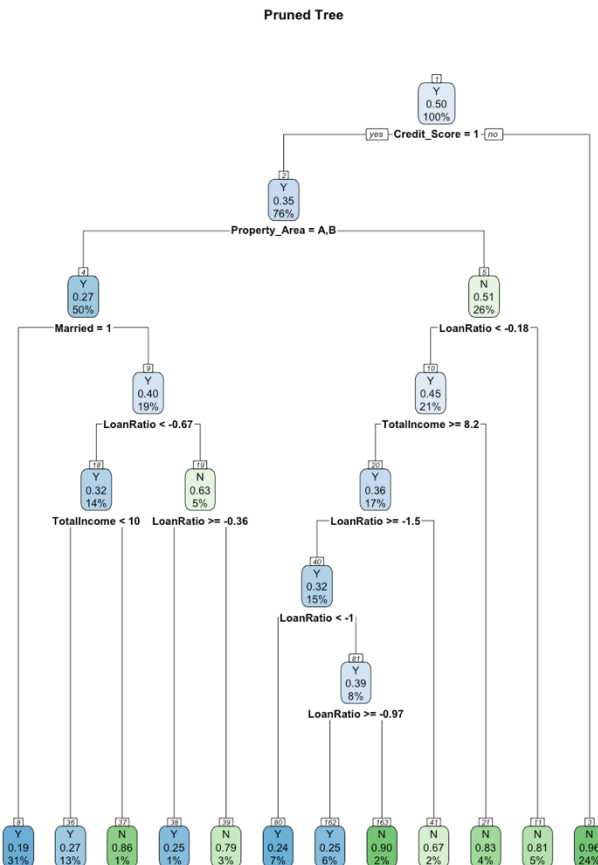 Pruned Tree
1
Y
0.50
100%
yes Credit_Score = 1 no
2
Y
0.35
76%
Property_Area = A,B
4
Y
0.27
50%
5
N
0.51
26%
Married = 1
LoanRatio < -0.18
9
Y
0.40
19%
10
Y
0.45
21%
LoanRatio < -0.67
TotalIncome >= 8.2
18
Y
0.32
14%
19
N
0.63
5%
20
Y
0.36
17%
TotalIncome < 10
LoanRatio >= -0.36
LoanRatio >= -1.5
40
Y
0.32
15%
LoanRatio < -1
81
Y
0.39
8%
LoanRatio >= -0.97
8
Y
0.19
31%
36
Y
0.27
13%
37
N
0.86
1%
38
Y
0.25
1%
39
N
0.79
3%
80
Y
0.24
7%
162
Y
0.25
6%
163
N
0.90
2%
41
N
0.67
2%
21
N
0.83
4%
11
N
0.81
5%
3
N
0.96
24%